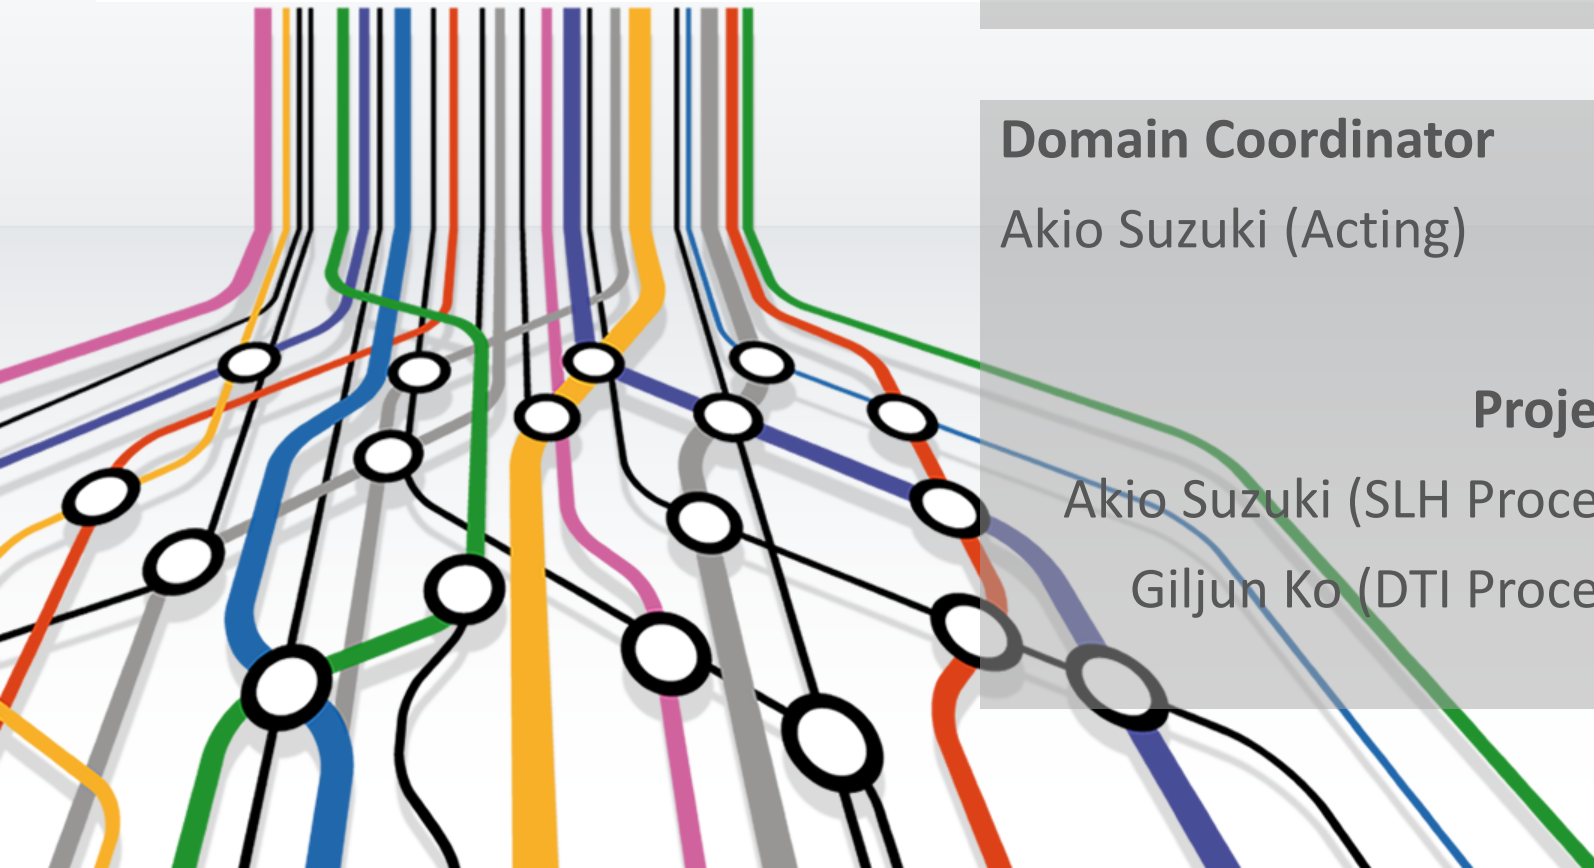 Domain Coordinator
Akio Suzuki (Acting)
Proje
Akio Suzuki (SLH Proce
Giljun Ko (DTI Proce